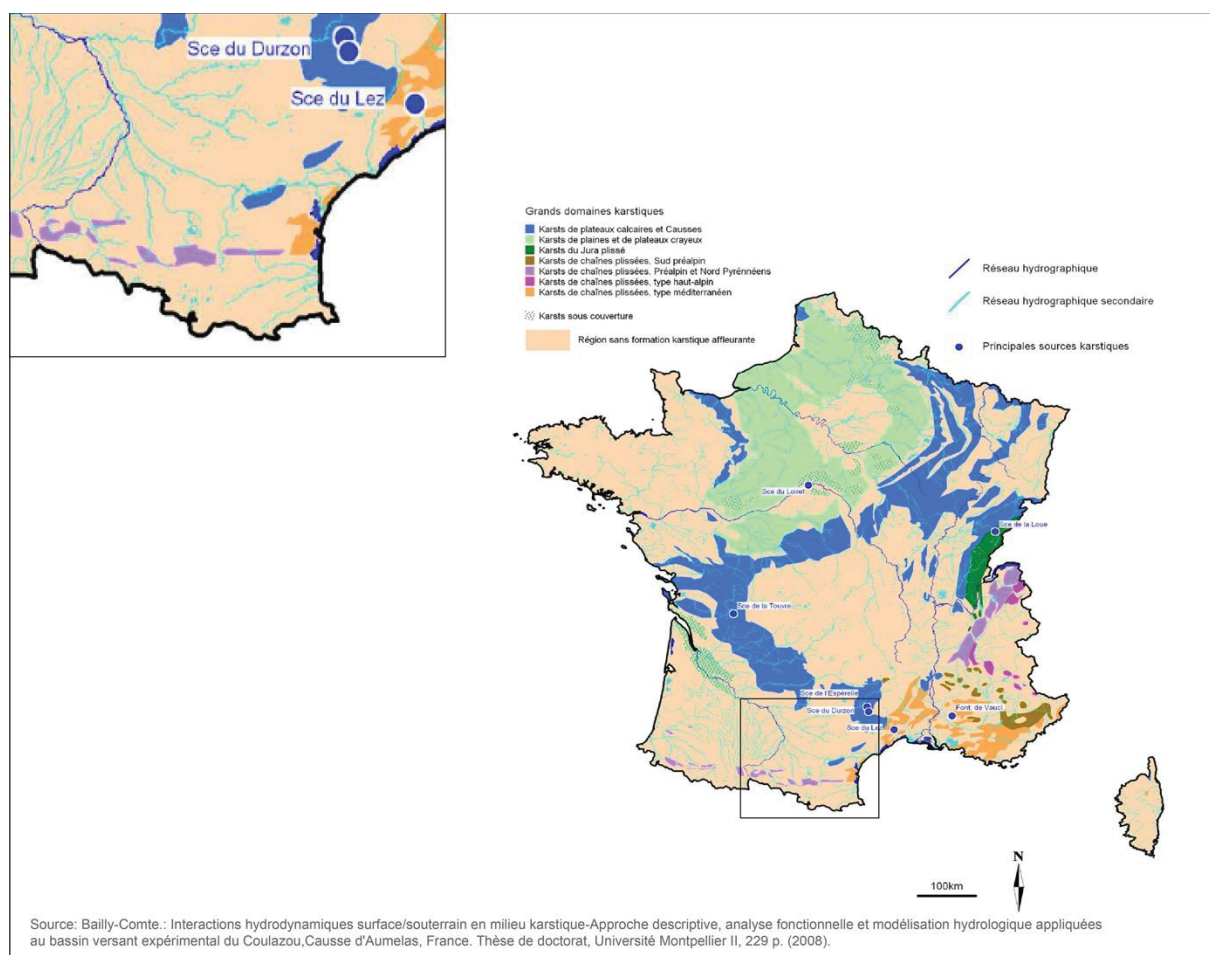 Sce du Durzon
Sce du Lez
Grands domaines karstiques
Karsts de plateaux calcaires et Causses
Karsts de plaines et de plateaux crayeux
Karsts du Jura plissé
Karsts de chaînes plissées, Sud préalpin
Karsts de chaînes plissées, Préalpin et Nord Pyrénnéens
Karsts de chaînes plissées, type haut-alpin
Karsts de chaînes plissées, type méditerranéen
Karsts sous couverture
Région sans formation karstique affleurante
Réseau hydrographique
Réseau hydrographique secondaire
Principales sources karstiques
Sce du Loiret
Sce de la Loue
Sce de la Touvre
Sce de l'Esperelle
Sce du Durzon
Sce du Lez
Font. de Vaucl
N
100km
Source: Bailly-Comte.: Interactions hydrodynamiques surface/souterrain en milieu karstique-Approche descriptive, analyse fonctionnelle et modélisation hydrologique appliquées
au bassin versant expérimental du Coulazou,Causse d'Aumelas, France. Thèse de doctorat, Université Montpellier II, 229 p. (2008).